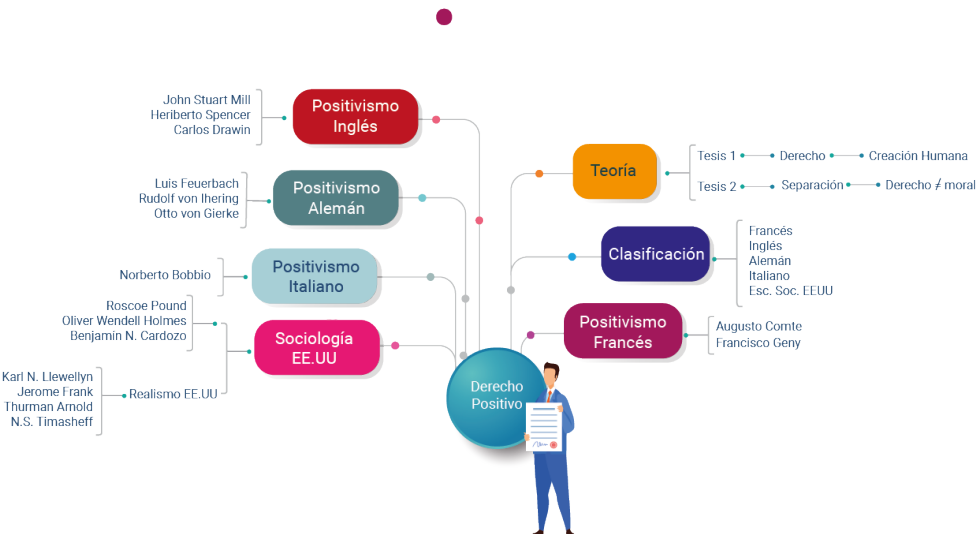 Positivismo
Inglés
John Stuart Mill
Heriberto Spencer
Carlos Drawin
Positivismo
Alemán
Luis Feuerbach
Rudolf von Ihering
Otto von Gierke
Positivismo
Italiano
Norberto Bobbio
Sociología
EE.UU
Roscoe Pound
Oliver Wendell Holmes
Benjamin N. Cardozo
Realismo EE.UU
Karl N. Llewellyn
Jerome Frank
Thurman Arnold
N.S. Timasheff
Derecho
Positivo
Teoría
Tesis 1 Derecho Creación Humana
Tesis 2 Separación Derecho ≠ moral
Clasificación
Francés
Inglés
Alemán
Italiano
Esc. Soc. EEUU
Positivismo
Francés
Augusto Comte
Francisco Geny